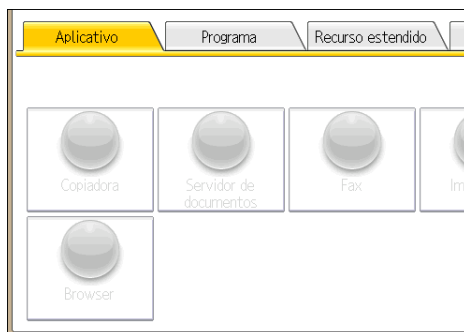 Aplicativo
Programa
Recurso estendido
Copiadora
Servidor de
documentos
Fax
Browser